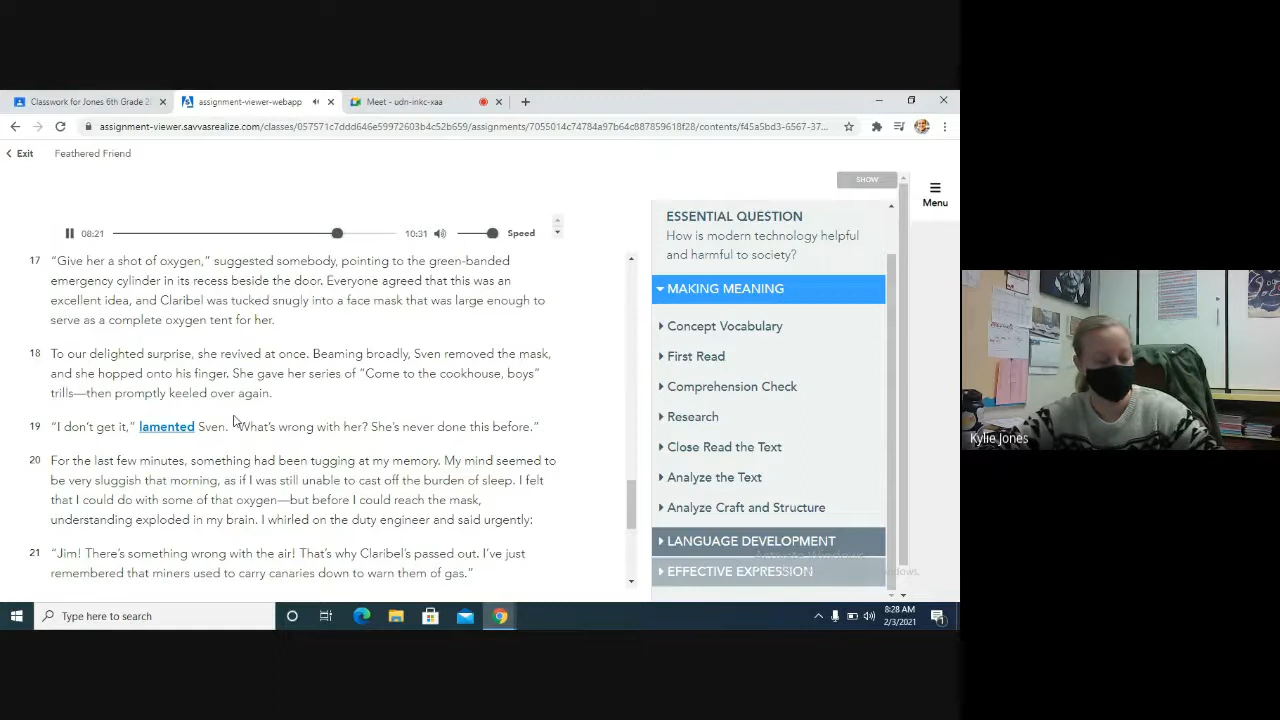 Classwork for Jones 6th Grade 2
assignment-viewer-webapp
Meet - udn-inkc-xaa
assignment-viewer.savvasrealize.com/classes/057571c7ddd646e59972603b4c52b659/assignments/7055014c74784a97b64c887859618f28/contents/f45a5bd3-6567-37...
Exit
Feathered Friend
SHOW
Menu
08:21
10:31
Speed
17 “Give her a shot of oxygen,” suggested somebody, pointing to the green-banded
emergency cylinder in its recess beside the door. Everyone agreed that this was an
excellent idea, and Claribel was tucked snugly into a face mask that was large enough to
serve as a complete oxygen tent for her.
18 To our delighted surprise, she revived at once. Beaming broadly, Sven removed the mask,
and she hopped onto his finger. She gave her series of “Come to the cookhouse, boys”
trills—then promptly keeled over again.
19 “I don’t get it,” lamented Sven. “What’s wrong with her? She’s never done this before.”
20 For the last few minutes, something had been tugging at my memory. My mind seemed to
be very sluggish that morning, as if I was still unable to cast off the burden of sleep. I felt
that I could do with some of that oxygen—but before I could reach the mask,
understanding exploded in my brain. I whirled on the duty engineer and said urgently:
21 “Jim! There’s something wrong with the air! That’s why Claribel’s passed out. I’ve just
remembered that miners used to carry canaries down to warn them of gas.”
ESSENTIAL QUESTION
How is modern technology helpful
and harmful to society?
MAKING MEANING
Concept Vocabulary
First Read
Comprehension Check
Research
Close Read the Text
Analyze the Text
Analyze Craft and Structure
LANGUAGE DEVELOPMENT
Activate Windows
EFFECTIVE EXPRESSION
Kylie Jones
Type here to search
8:28 AM
2/3/2021